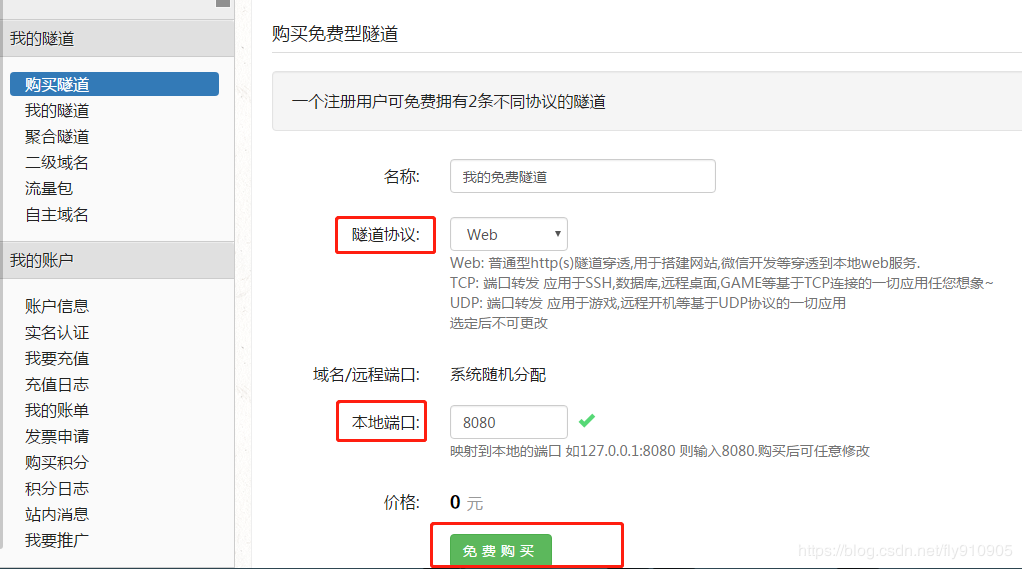 我的隧道
购买隧道
我的隧道
聚合隧道
二级域名
流量包
自主域名
我的账户
账户信息
实名认证
我要充值
充值日志
我的账单
发票申请
购买积分
积分日志
站内消息
我要推广
购买免费型隧道
一个注册用户可免费拥有2条不同协议的隧道
名称: 我的免费隧道
隧道协议: Web
Web: 普通型http(s)隧道穿透,用于搭建网站,微信开发等穿透到本地web服务.
TCP: 端口转发 应用于SSH,数据库,远程桌面,GAME等基于TCP连接的一切应用任您想象~
UDP: 端口转发 应用于游戏,远程开机等基于UDP协议的一切应用
选定后不可更改
域名/远程端口: 系统随机分配
本地端口: 8080
映射到本地的端口 如127.0.0.1:8080 则输入8080.购买后可任意修改
价格: 0 元
免费购买
https://blog.csdn.net/fly910905